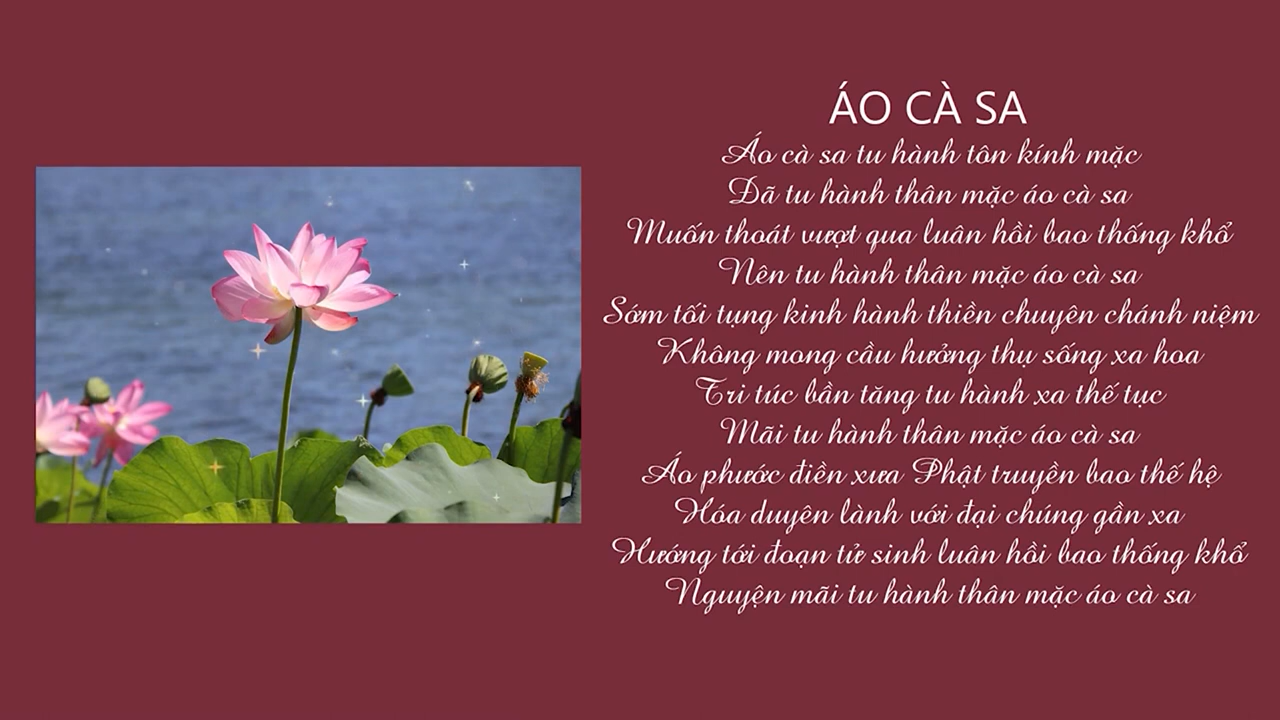 ÁO CÀ SA
Áo cà sa tu hành tôn kính mặc
Đã tu hành thân mặc áo cà sa
Muốn thoát vượt qua luân hồi bao thống khổ
Nên tu hành thân mặc áo cà sa
Sớm tối tụng kinh hành thiền chuyên chánh niệm
Không mong cầu hưởng thụ sống xa hoa
Tri túc bần tăng tu hành xa thế tục
Mãi tu hành thân mặc áo cà sa
Áo phước điền xưa Phật truyền bao thế hệ
Hóa duyên lành với đại chúng gần xa
Hướng tới đoạn tử sinh luân hồi bao thống khổ
Nguyện mãi tu hành thân mặc áo cà sa